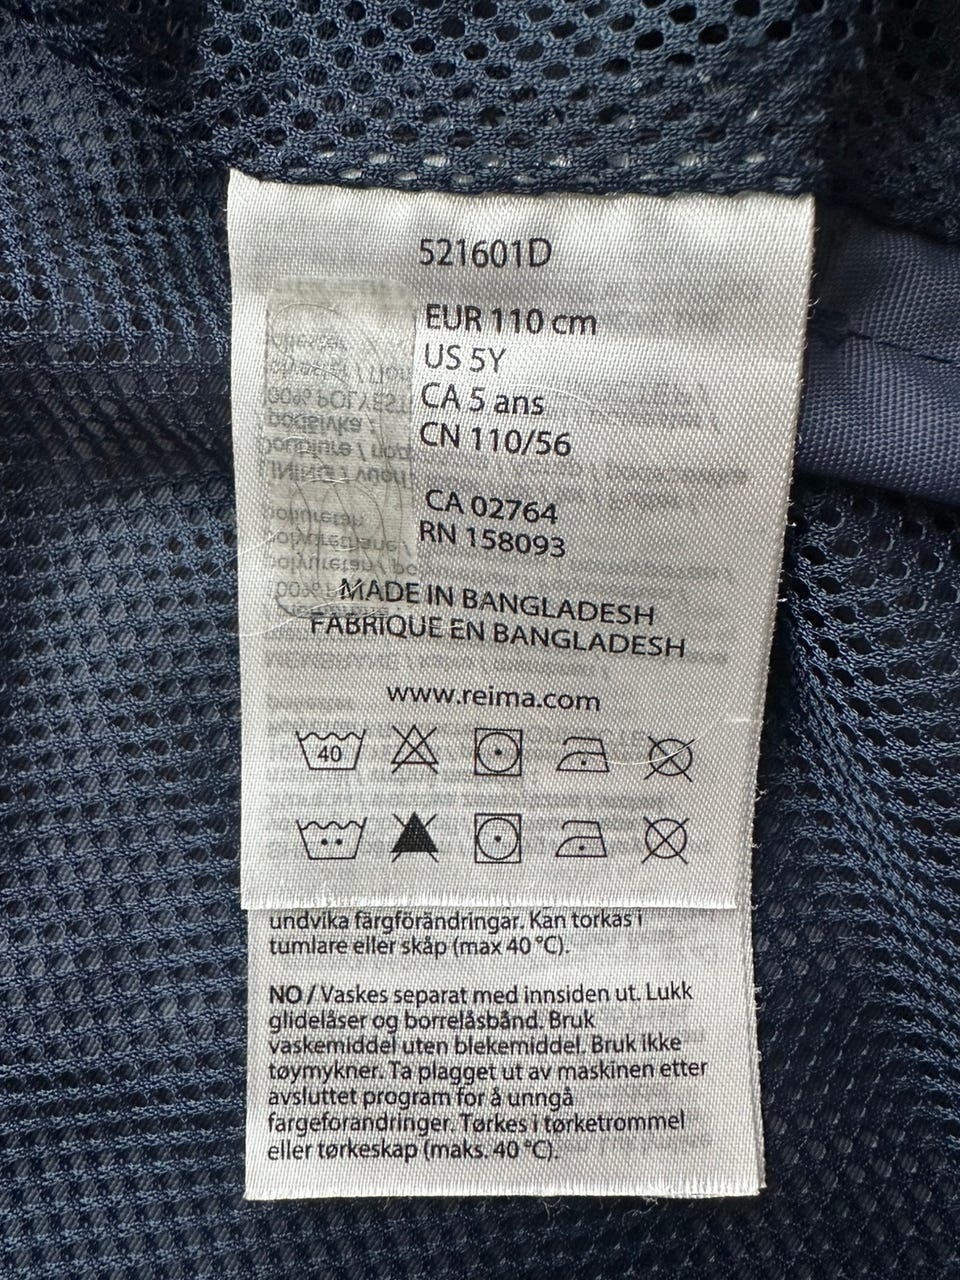 521601D
EUR 110 cm
US 5Y
CA 5 ans
CN 110/56
CA 02764
RN 158093
MADE IN BANGLADESH
FABRIQUE EN BANGLADESH
www.reima.com
40
undvika färgförändringar. Kan torkas i
tumlare eller skåp (max 40 °C).
NO / Vaskes separat med innsiden ut. Lukk
glidelåser og borrelåsbånd. Bruk
vaskemiddel uten blekemiddel. Bruk ikke
tøymykner. Ta plagget ut av maskinen etter
avsluttet program for å unngå
fargeforandringer. Tørkes i tørketrommel
eller tørkeskap (maks. 40 °C).